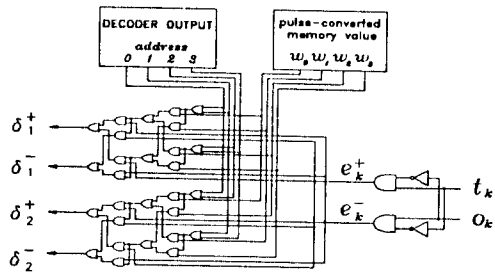 DECODER OUTPUT
address
0 1 2 3
pulse-converted
memory value
w₀ w₁ w₂ w₃
δ₁⁺
δ₁⁻
δ₂⁺
δ₂⁻
eₖ⁺
eₖ⁻
tₖ
oₖ